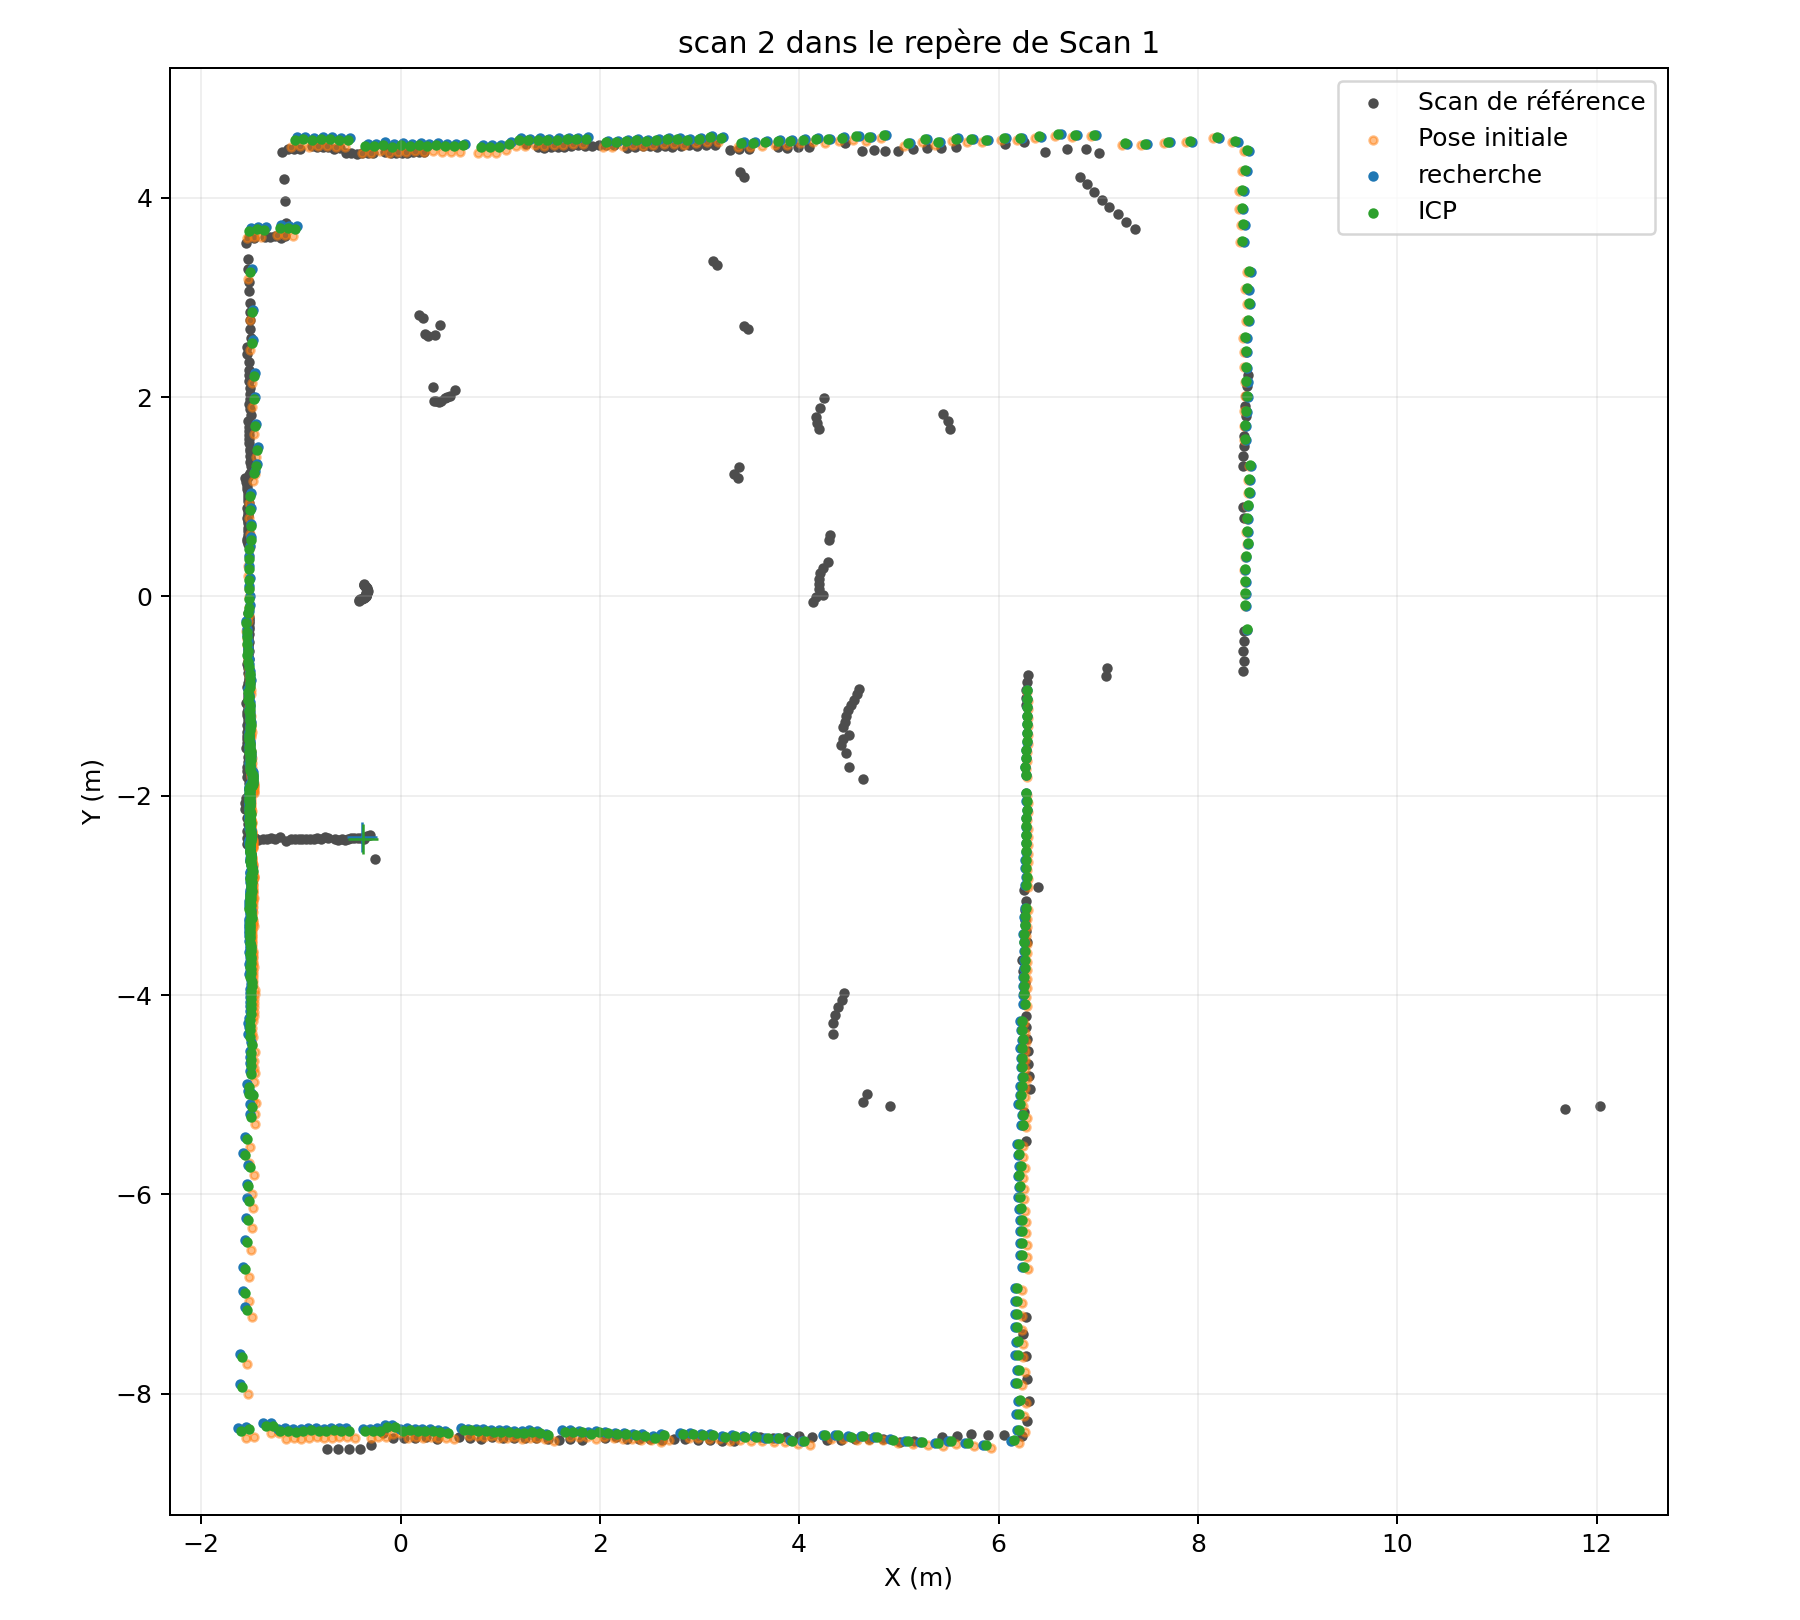 scan 2 dans le repère de Scan 1
Scan de référence
Pose initiale
recherche
ICP
4
2
0
−2
−4
−6
−8
Y (m)
−2 0 2 4 6 8 10 12
X (m)